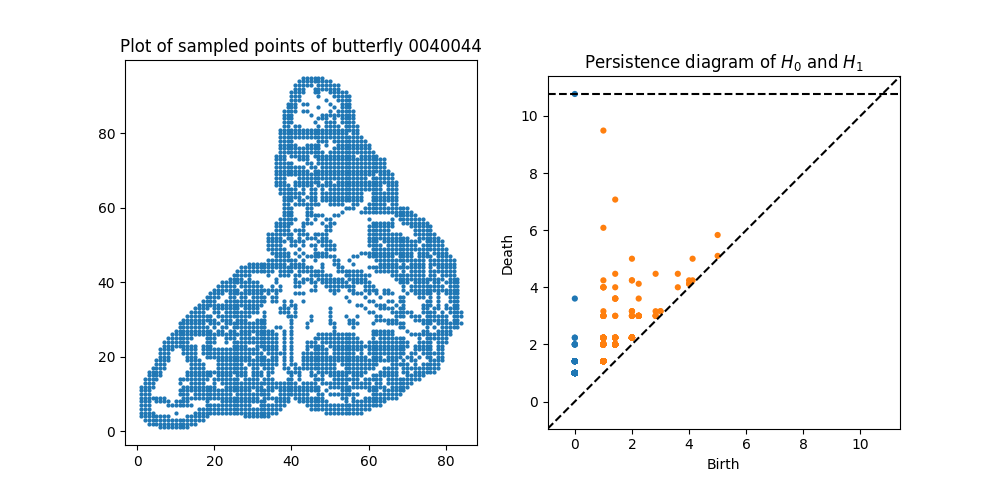 Plot of sampled points of butterfly 0040044
80
60
40
20
0
0 20 40 60 80
Persistence diagram of H₀ and H₁
10
8
6
4
2
0
Death
0 2 4 6 8 10
Birth